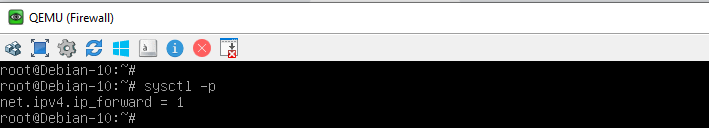 QEMU (Firewall)
root@Debian-10:~#
root@Debian-10:~# sysctl -p
net.ipv4.ip_forward = 1
root@Debian-10:~#